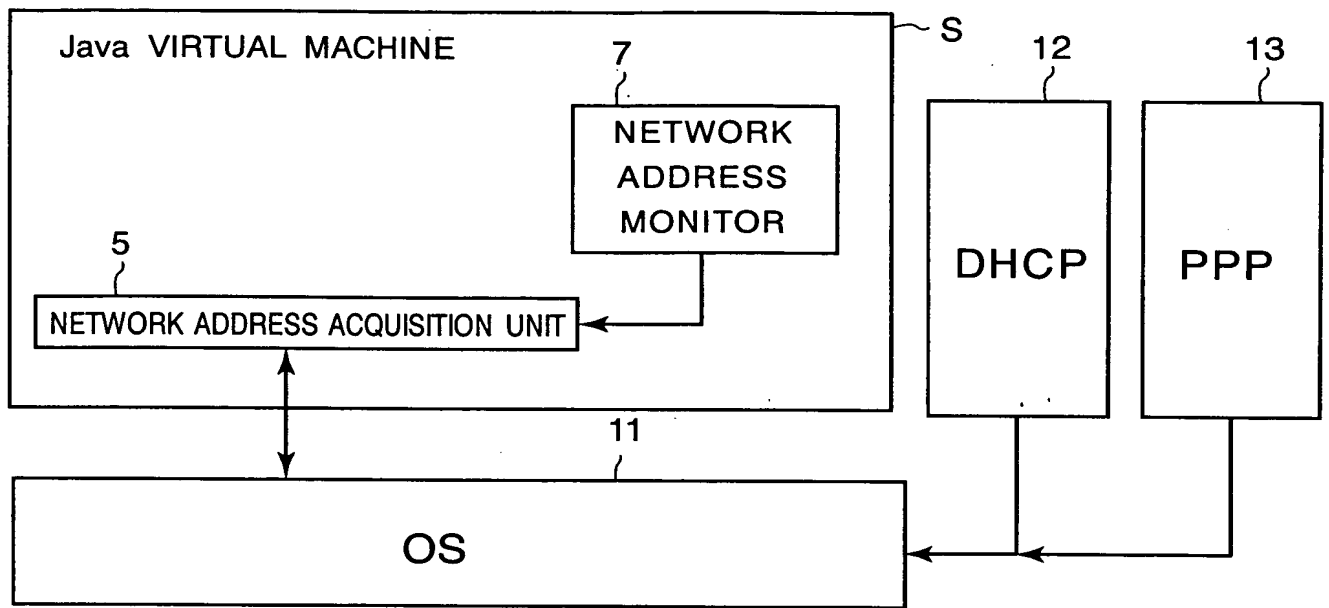 Java VIRTUAL MACHINE
S
7
NETWORK
ADDRESS
MONITOR
12
DHCP
13
PPP
5
NETWORK ADDRESS ACQUISITION UNIT
11
OS